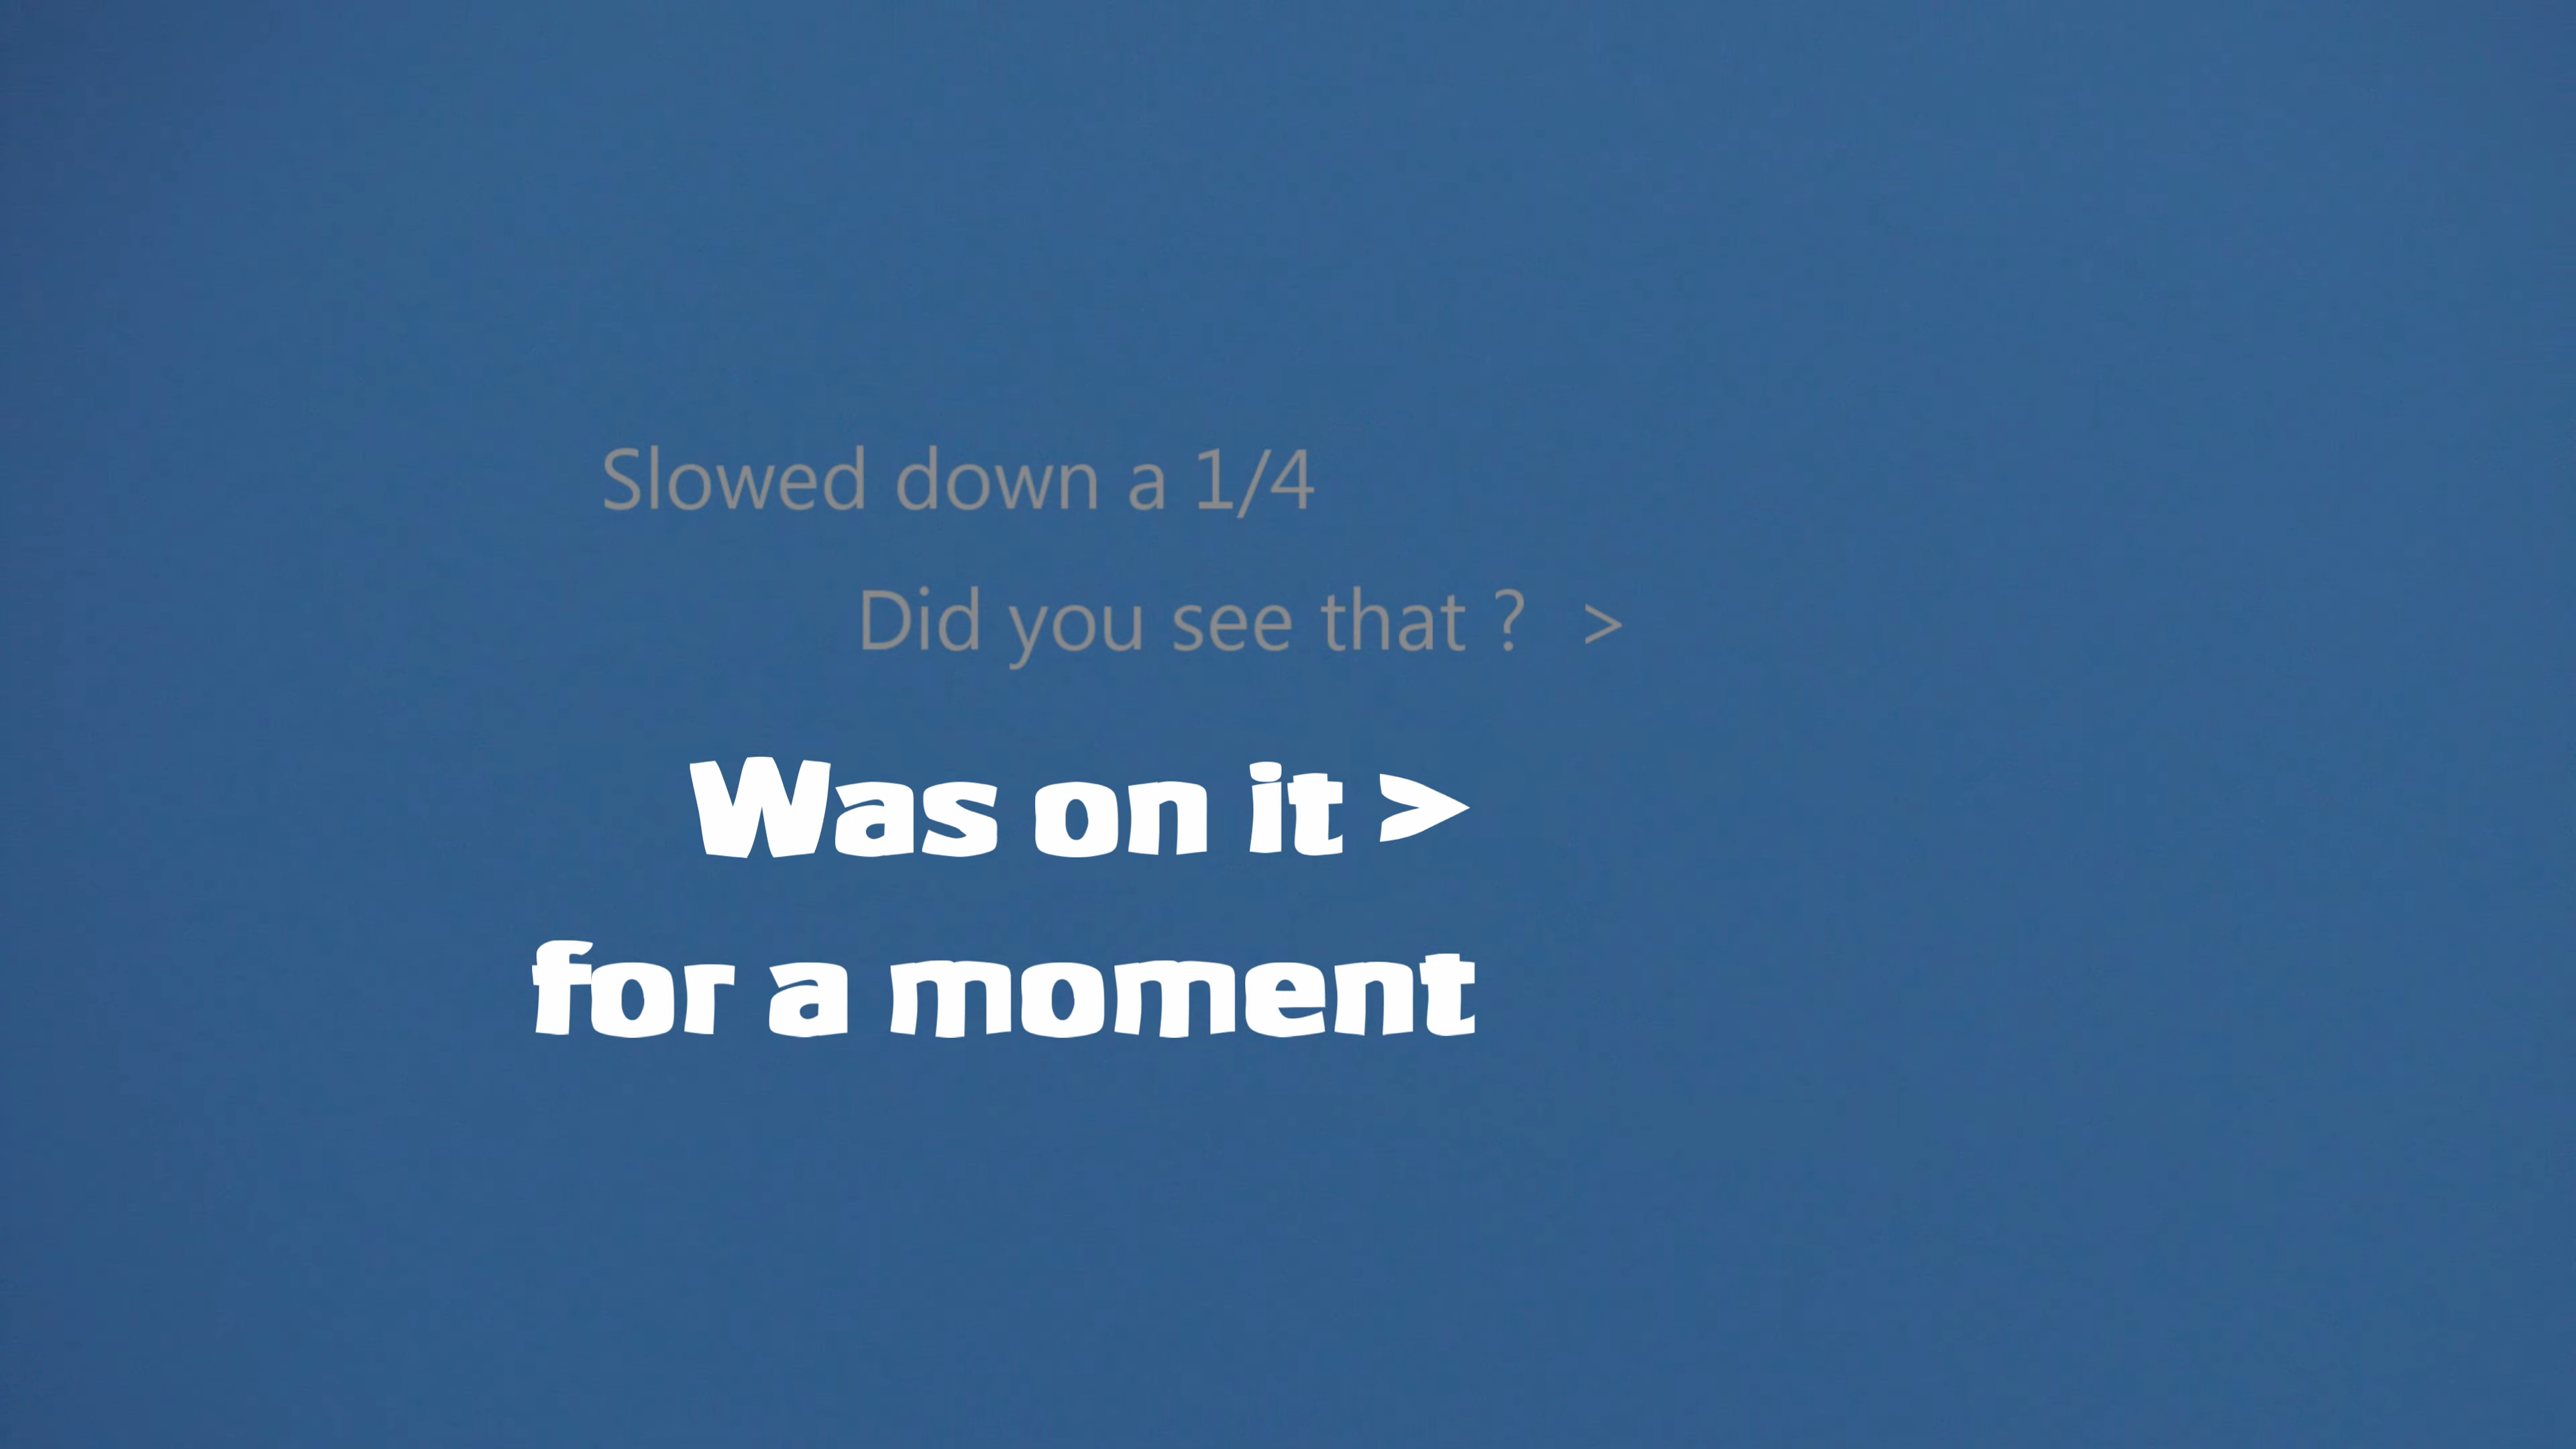 Slowed down a 1/4
Did you see that ? >
Was on it >
for a moment